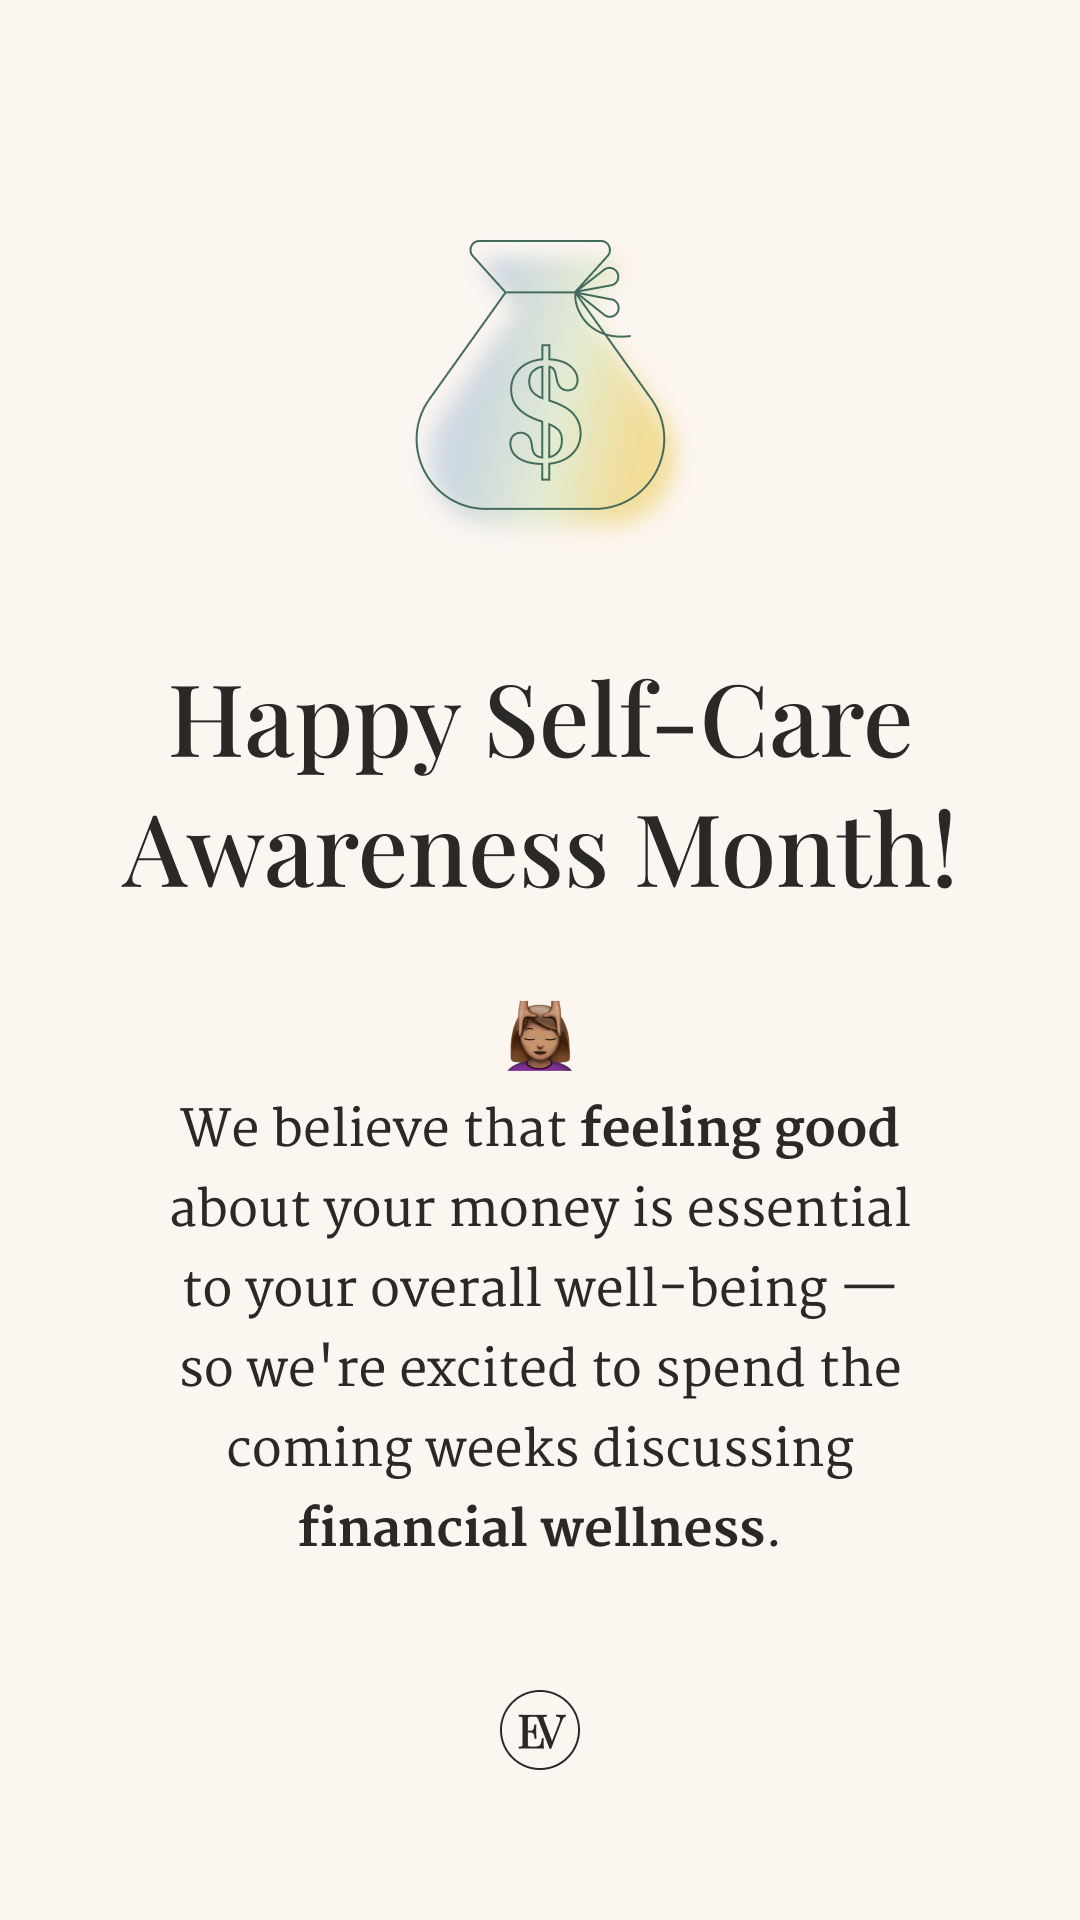 $
Happy Self-Care
Awareness Month!
We believe that feeling good
about your money is essential
to your overall well-being —
so we're excited to spend the
coming weeks discussing
financial wellness.
EV